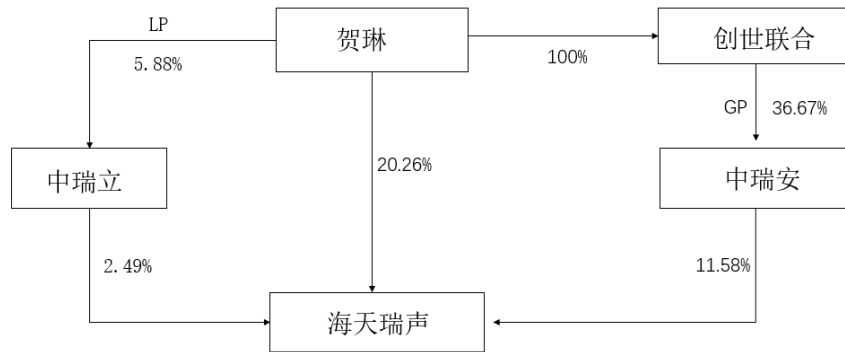 LP
贺琳
创世联合
5.88%
100%
GP
36.67%
中瑞立
20.26%
中瑞安
2.49%
11.58%
海天瑞声